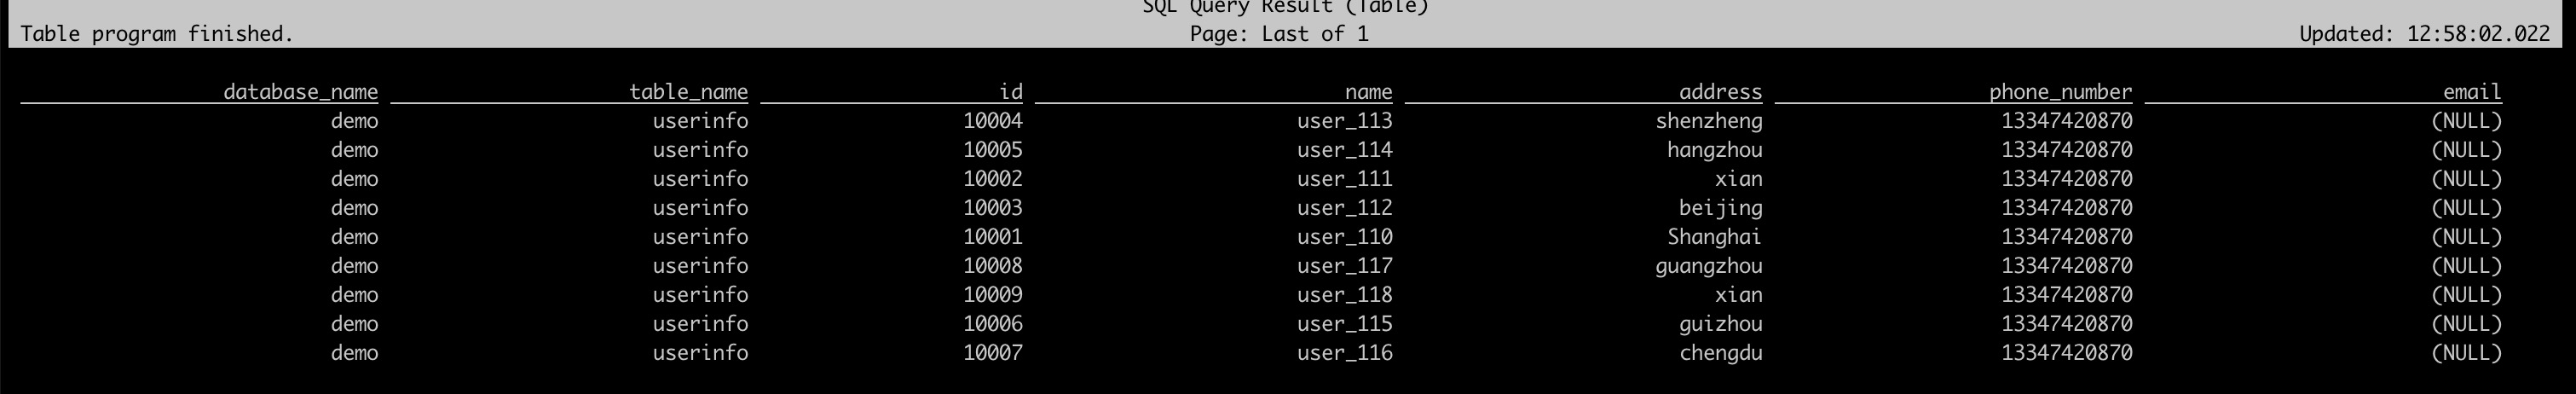 SQL Query Result (Table)
Table program finished. Page: Last of 1 Updated: 12:58:02.022
database_name table_name id name address phone_number email
demo userinfo 10004 user_113 shenzheng 13347420870 (NULL)
demo userinfo 10005 user_114 hangzhou 13347420870 (NULL)
demo userinfo 10002 user_111 xian 13347420870 (NULL)
demo userinfo 10003 user_112 beijing 13347420870 (NULL)
demo userinfo 10001 user_110 Shanghai 13347420870 (NULL)
demo userinfo 10008 user_117 guangzhou 13347420870 (NULL)
demo userinfo 10009 user_118 xian 13347420870 (NULL)
demo userinfo 10006 user_115 guizhou 13347420870 (NULL)
demo userinfo 10007 user_116 chengdu 13347420870 (NULL)